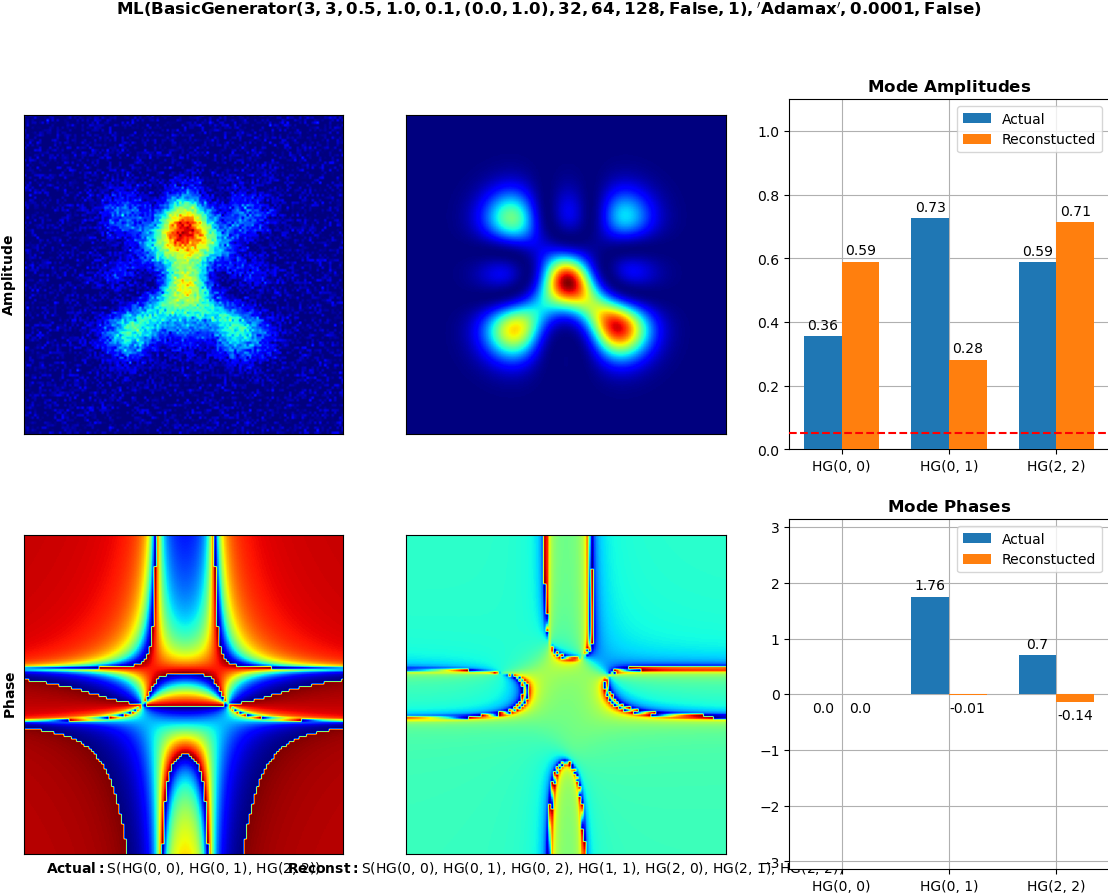 ML(BasicGenerator(3, 3, 0.5, 1.0, 0.1, (0.0, 1.0), 32, 64, 128, False, 1), 'Adamax', 0.0001, False)
Amplitude
Mode Amplitudes
Actual
Reconstucted
1.0
0.8
0.6
0.4
0.2
0.0
0.36
0.59
0.73
0.28
0.59
0.71
HG(0, 0)
HG(0, 1)
HG(2, 2)
Phase
Mode Phases
Actual
Reconstucted
3
2
1
0
−1
−2
−3
0.0
0.0
1.76
-0.01
0.7
-0.14
HG(0, 0)
HG(0, 1)
HG(2, 2)
Actual: S(HG(0, 0), HG(0, 1), HG(2, 2))
Reconst: S(HG(0, 0), HG(0, 1), HG(0, 2), HG(1, 1), HG(2, 0), HG(2, 1),